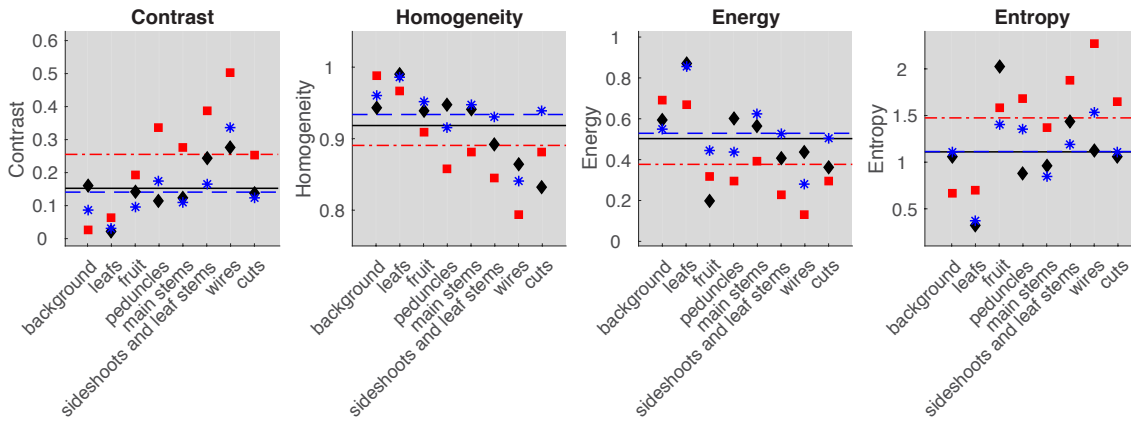 Contrast
0.6
0.5
0.4
0.3
0.2
0.1
0
Contrast
background
leafs
fruit
peduncles
main stems
sideshoots and leaf stems
wires
cuts
Homogeneity
1
0.9
0.8
Homogeneity
background
leafs
fruit
peduncles
main stems
sideshoots and leaf stems
wires
cuts
Energy
1
0.8
0.6
0.4
0.2
0
Energy
background
leafs
fruit
peduncles
main stems
sideshoots and leaf stems
wires
cuts
Entropy
2
1.5
1
0.5
Entropy
background
leafs
fruit
peduncles
main stems
sideshoots and leaf stems
wires
cuts